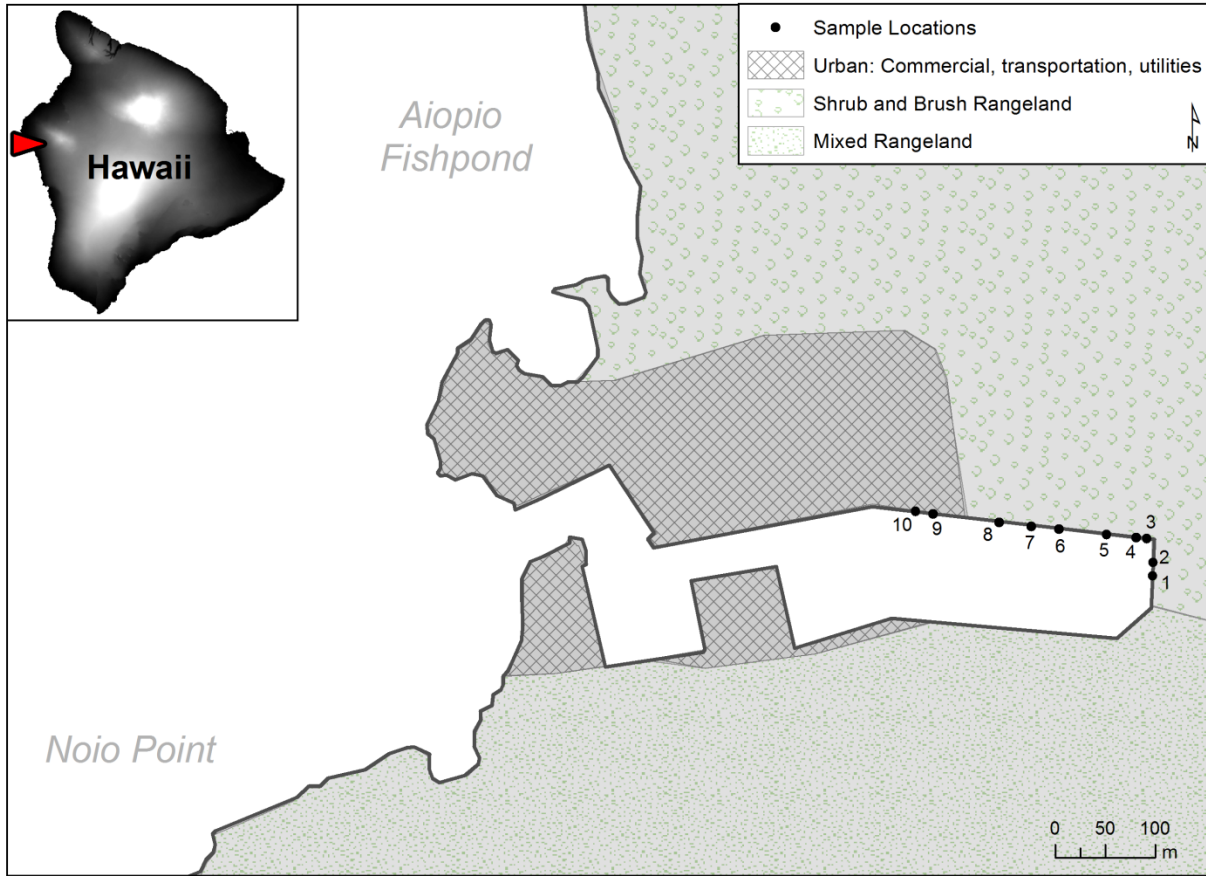 Hawaii
Aiopio
Fishpond
Sample Locations
Urban: Commercial, transportation, utilities
Shrub and Brush Rangeland
Mixed Rangeland
N
10
9
8
7
6
5
4
3
2
1
Noio Point
0 50 100
m